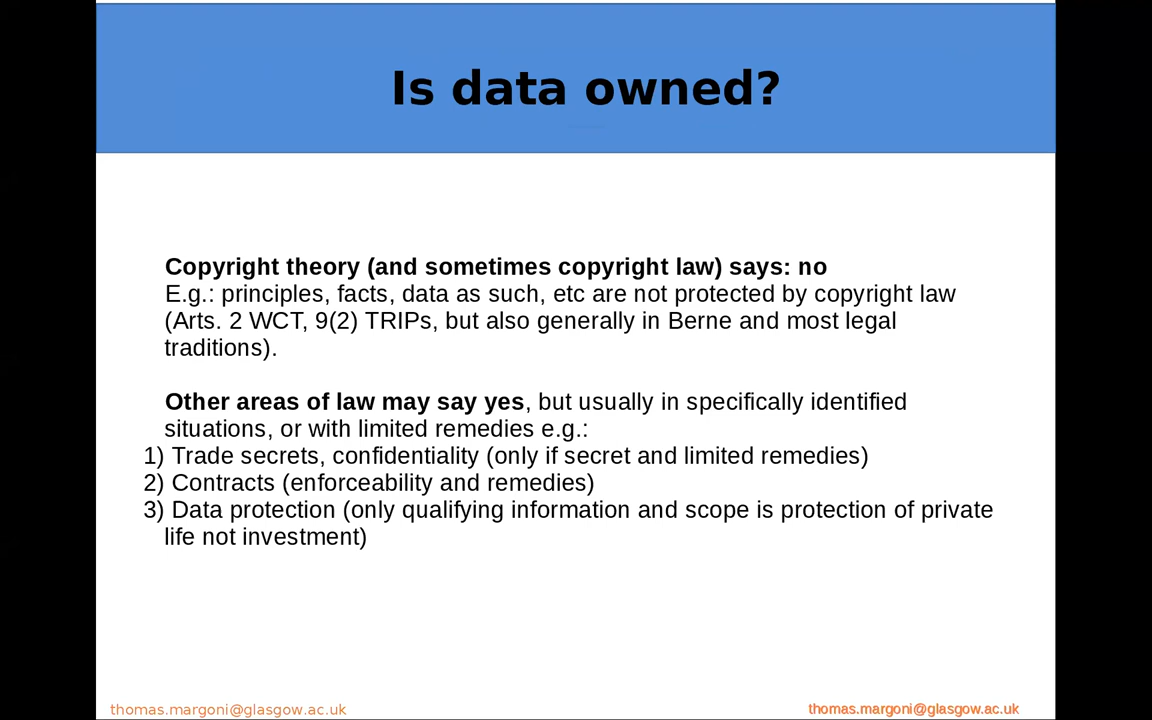 Is data owned?
Copyright theory (and sometimes copyright law) says: no
E.g.: principles, facts, data as such, etc are not protected by copyright law
(Arts. 2 WCT, 9(2) TRIPs, but also generally in Berne and most legal
traditions).
Other areas of law may say yes, but usually in specifically identified
situations, or with limited remedies e.g.:
1) Trade secrets, confidentiality (only if secret and limited remedies)
2) Contracts (enforceability and remedies)
3) Data protection (only qualifying information and scope is protection of private
life not investment)
thomas.margoni@glasgow.ac.uk
thomas.margoni@glasgow.ac.uk